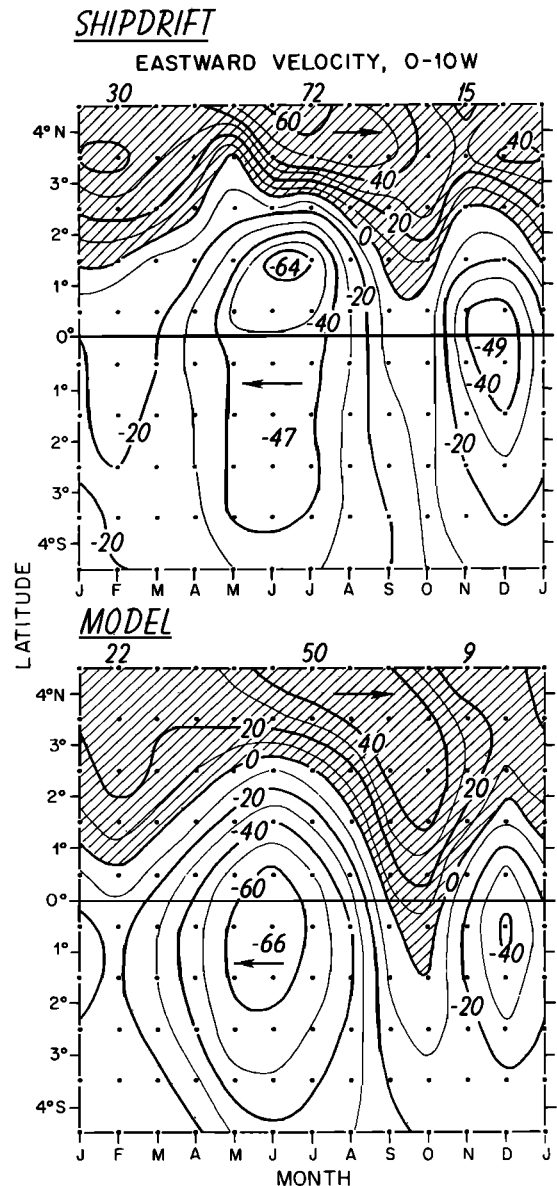 SHIPDRIFT
EASTWARD VELOCITY, 0-10W
30 72 15
4°N 60 40
3° 40
20
2° 0
1° -64 -20
-40
0° -49
1° -40
-20 2° -47 -20
3°
-20 4°S
J F M A M J J A S O N D J
LATITUDE
MODEL
22 50 9
4°N
20 40
3° 0
20
2° -20
-40
1° 0
-60
0°
1° -66 -40
2° -20
3°
4°S
J F M A M J J A S O N D J
MONTH